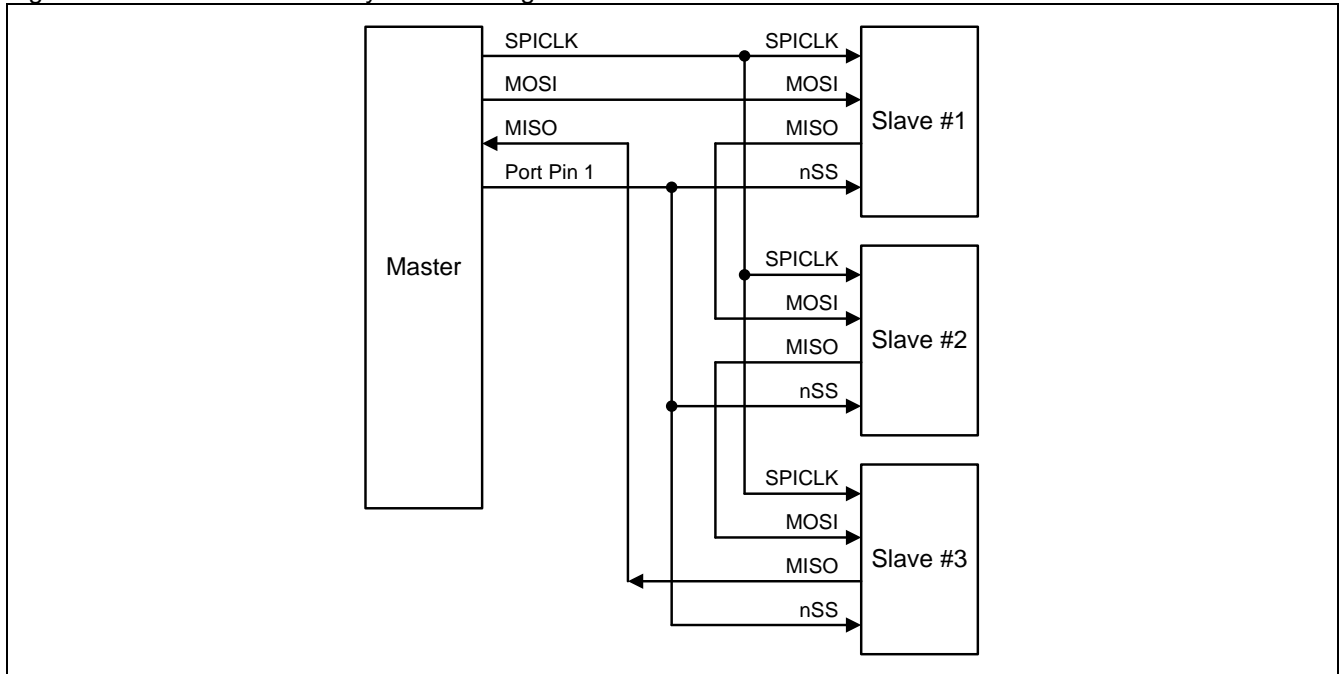 SPICLK SPICLK
MOSI MOSI
MISO MISO
Port Pin 1 nSS
Slave #1
Master
SPICLK
MOSI
MISO
nSS
Slave #2
SPICLK
MOSI
MISO
nSS
Slave #3